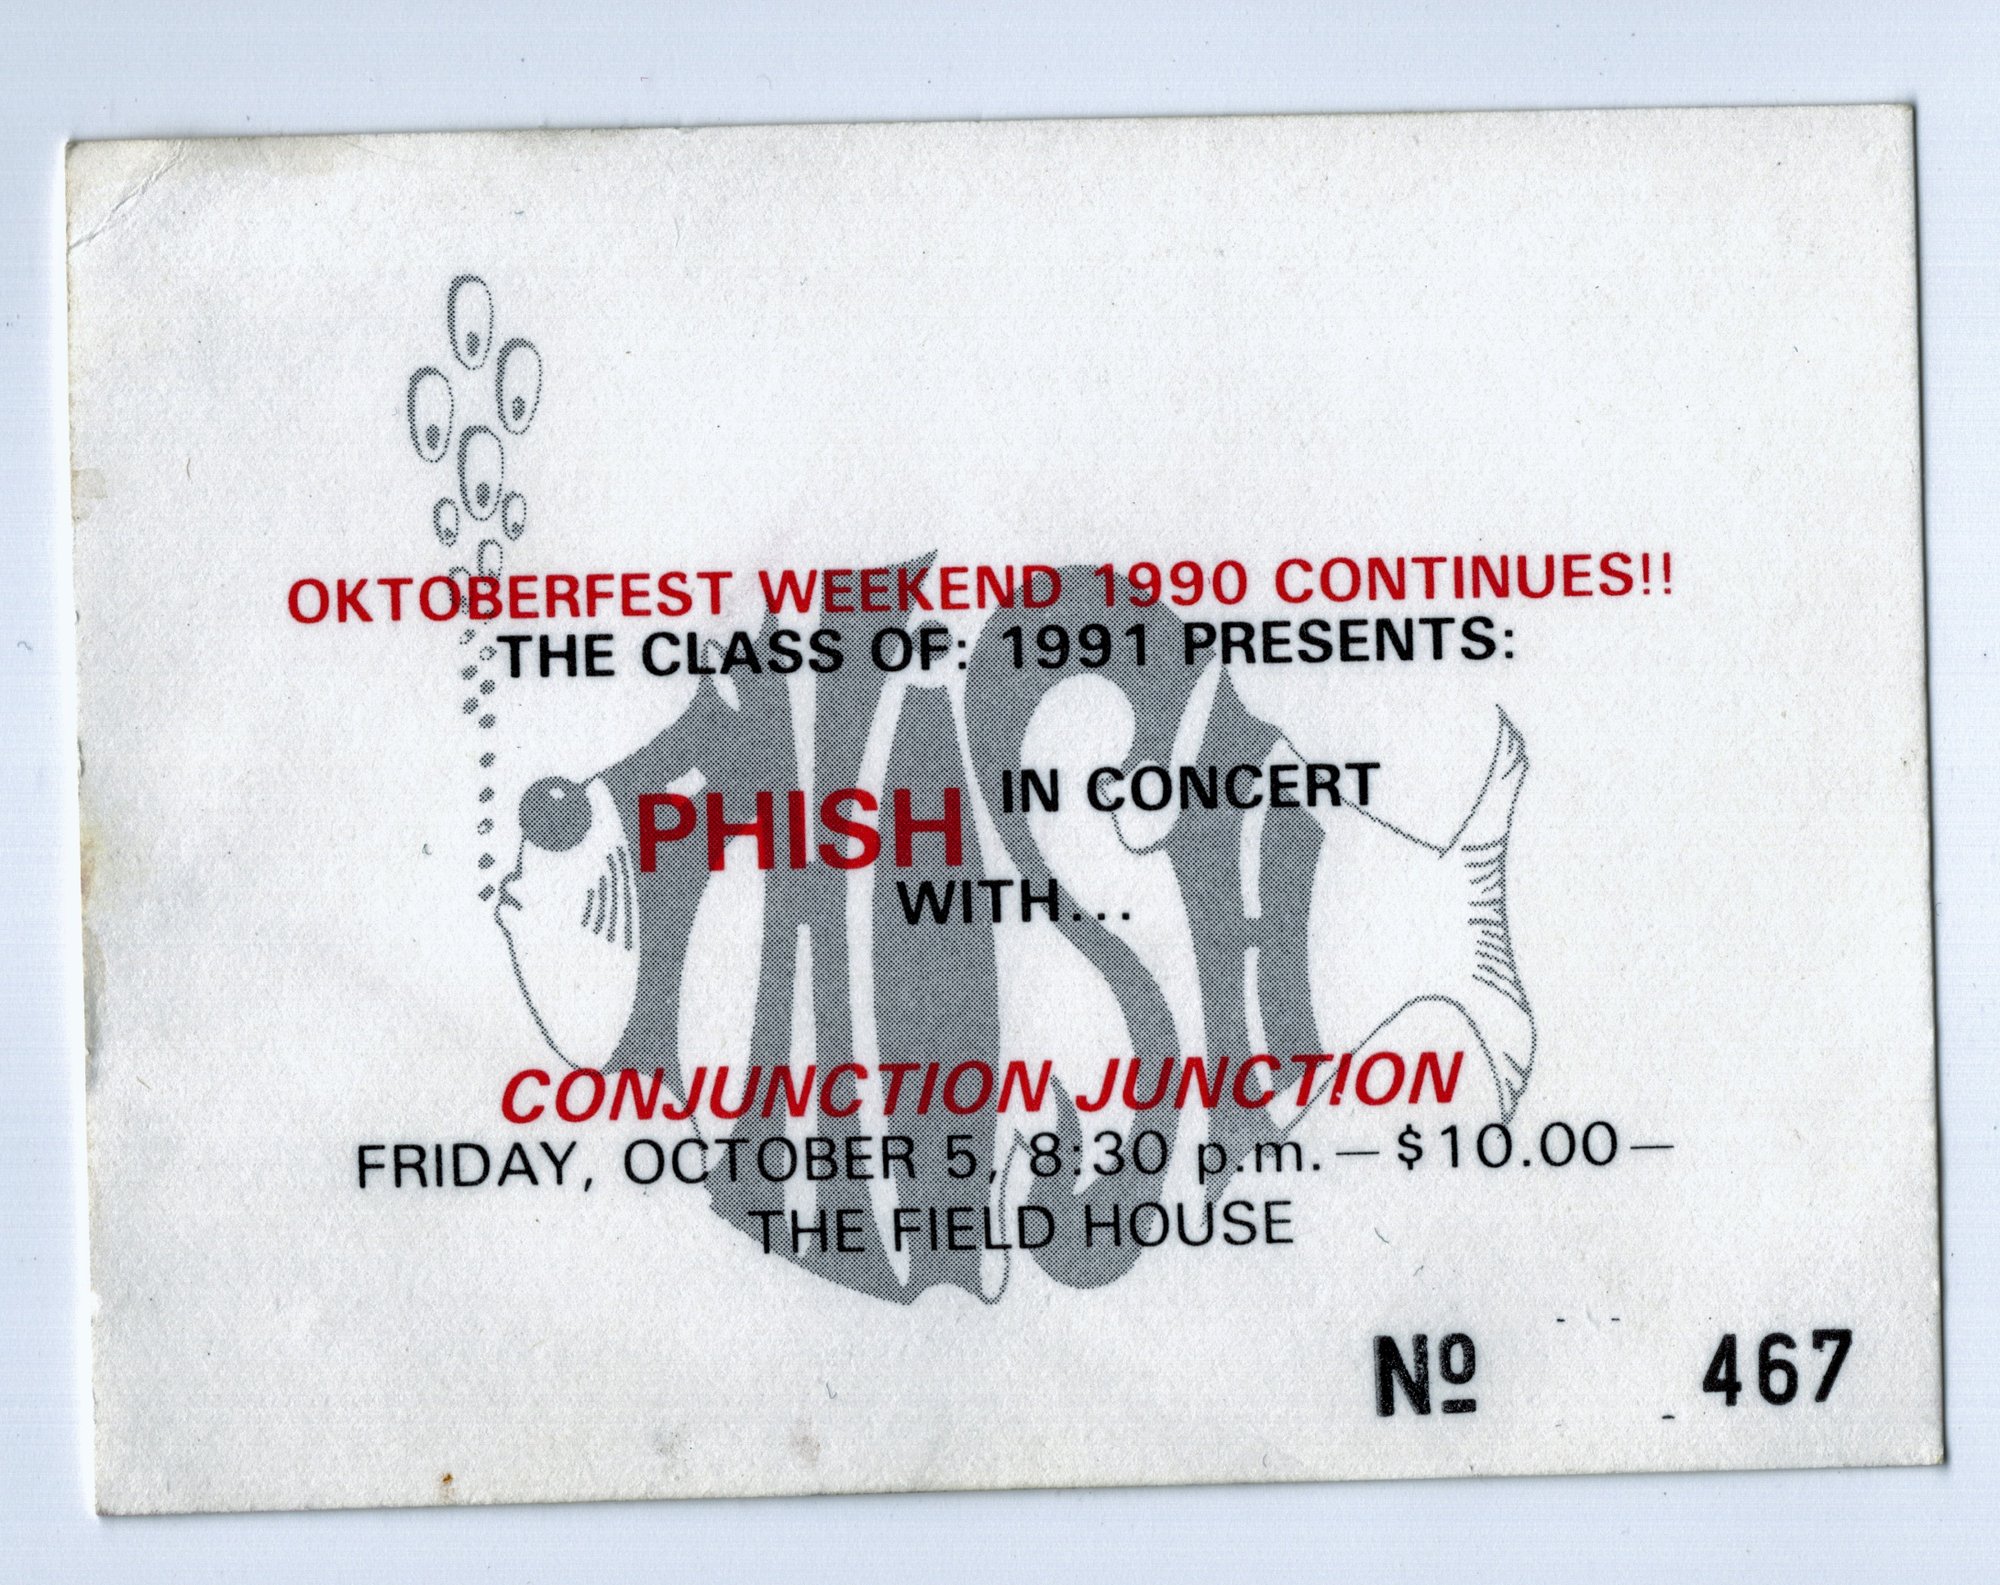 OKTOBERFEST WEEKEND 1990 CONTINUES!!
THE CLASS OF: 1991 PRESENTS:
PHISH IN CONCERT
WITH...
CONJUNCTION JUNCTION
FRIDAY, OCTOBER 5, 8:30 p.m.—$10.00—
THE FIELD HOUSE
Nº 467
PHISH